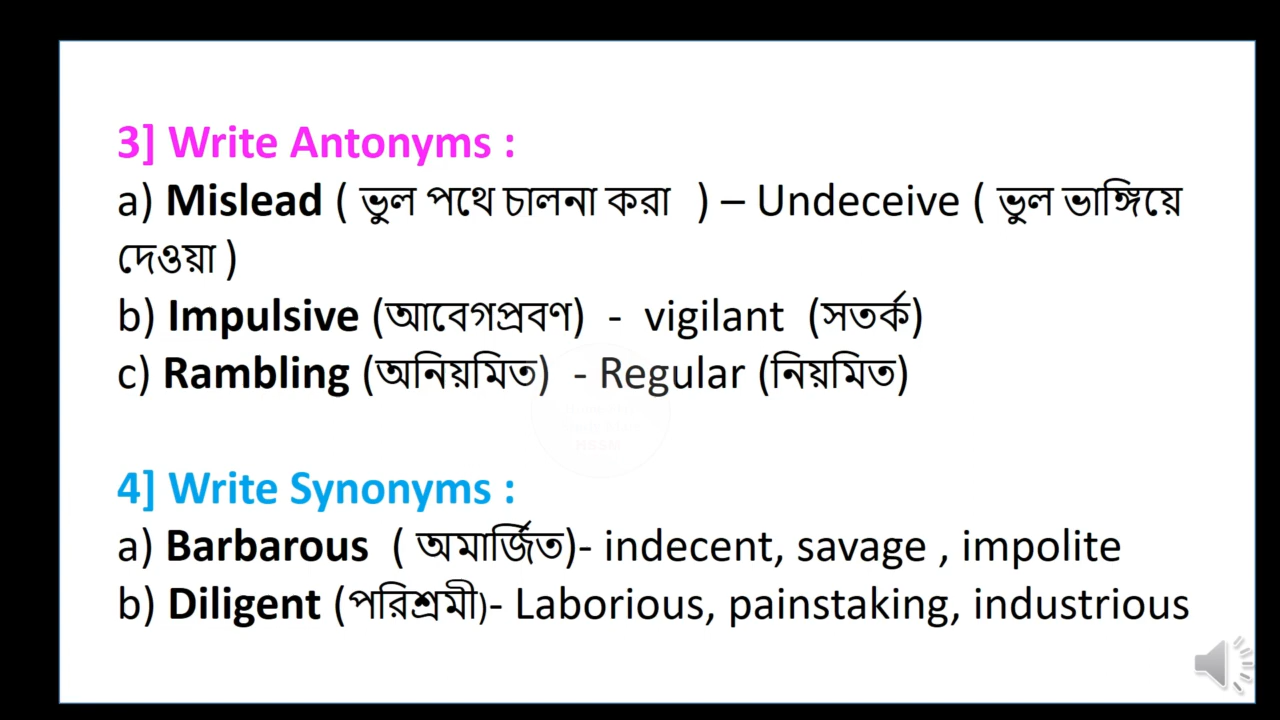 3] Write Antonyms :
a) Mislead ( ভুল পথে চালনা করা ) – Undeceive ( ভুল ভাঙ্গিয়ে
দেওয়া )
b) Impulsive (আবেগপ্রবণ) - vigilant (সতর্ক)
c) Rambling (অনিয়মিত) - Regular (নিয়মিত)
4] Write Synonyms :
a) Barbarous ( অমার্জিত)- indecent, savage , impolite
b) Diligent (পরিশ্রমী)- Laborious, painstaking, industrious